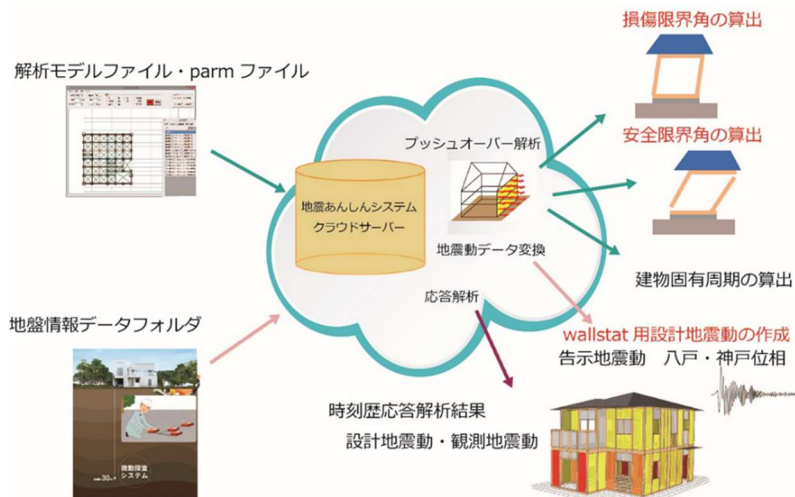 損傷限界角の算出
解析モデルファイル・parm ファイル
プッシュオーバー解析
安全限界角の算出
地震あんしんシステム
クラウドサーバー
地震動データ変換
建物固有周期の算出
応答解析
地盤情報データフォルダ
wallstat 用設計地震動の作成
告示地震動 八戸・神戸位相
時刻歴応答解析結果
設計地震動・観測地震動
微動探査
システム